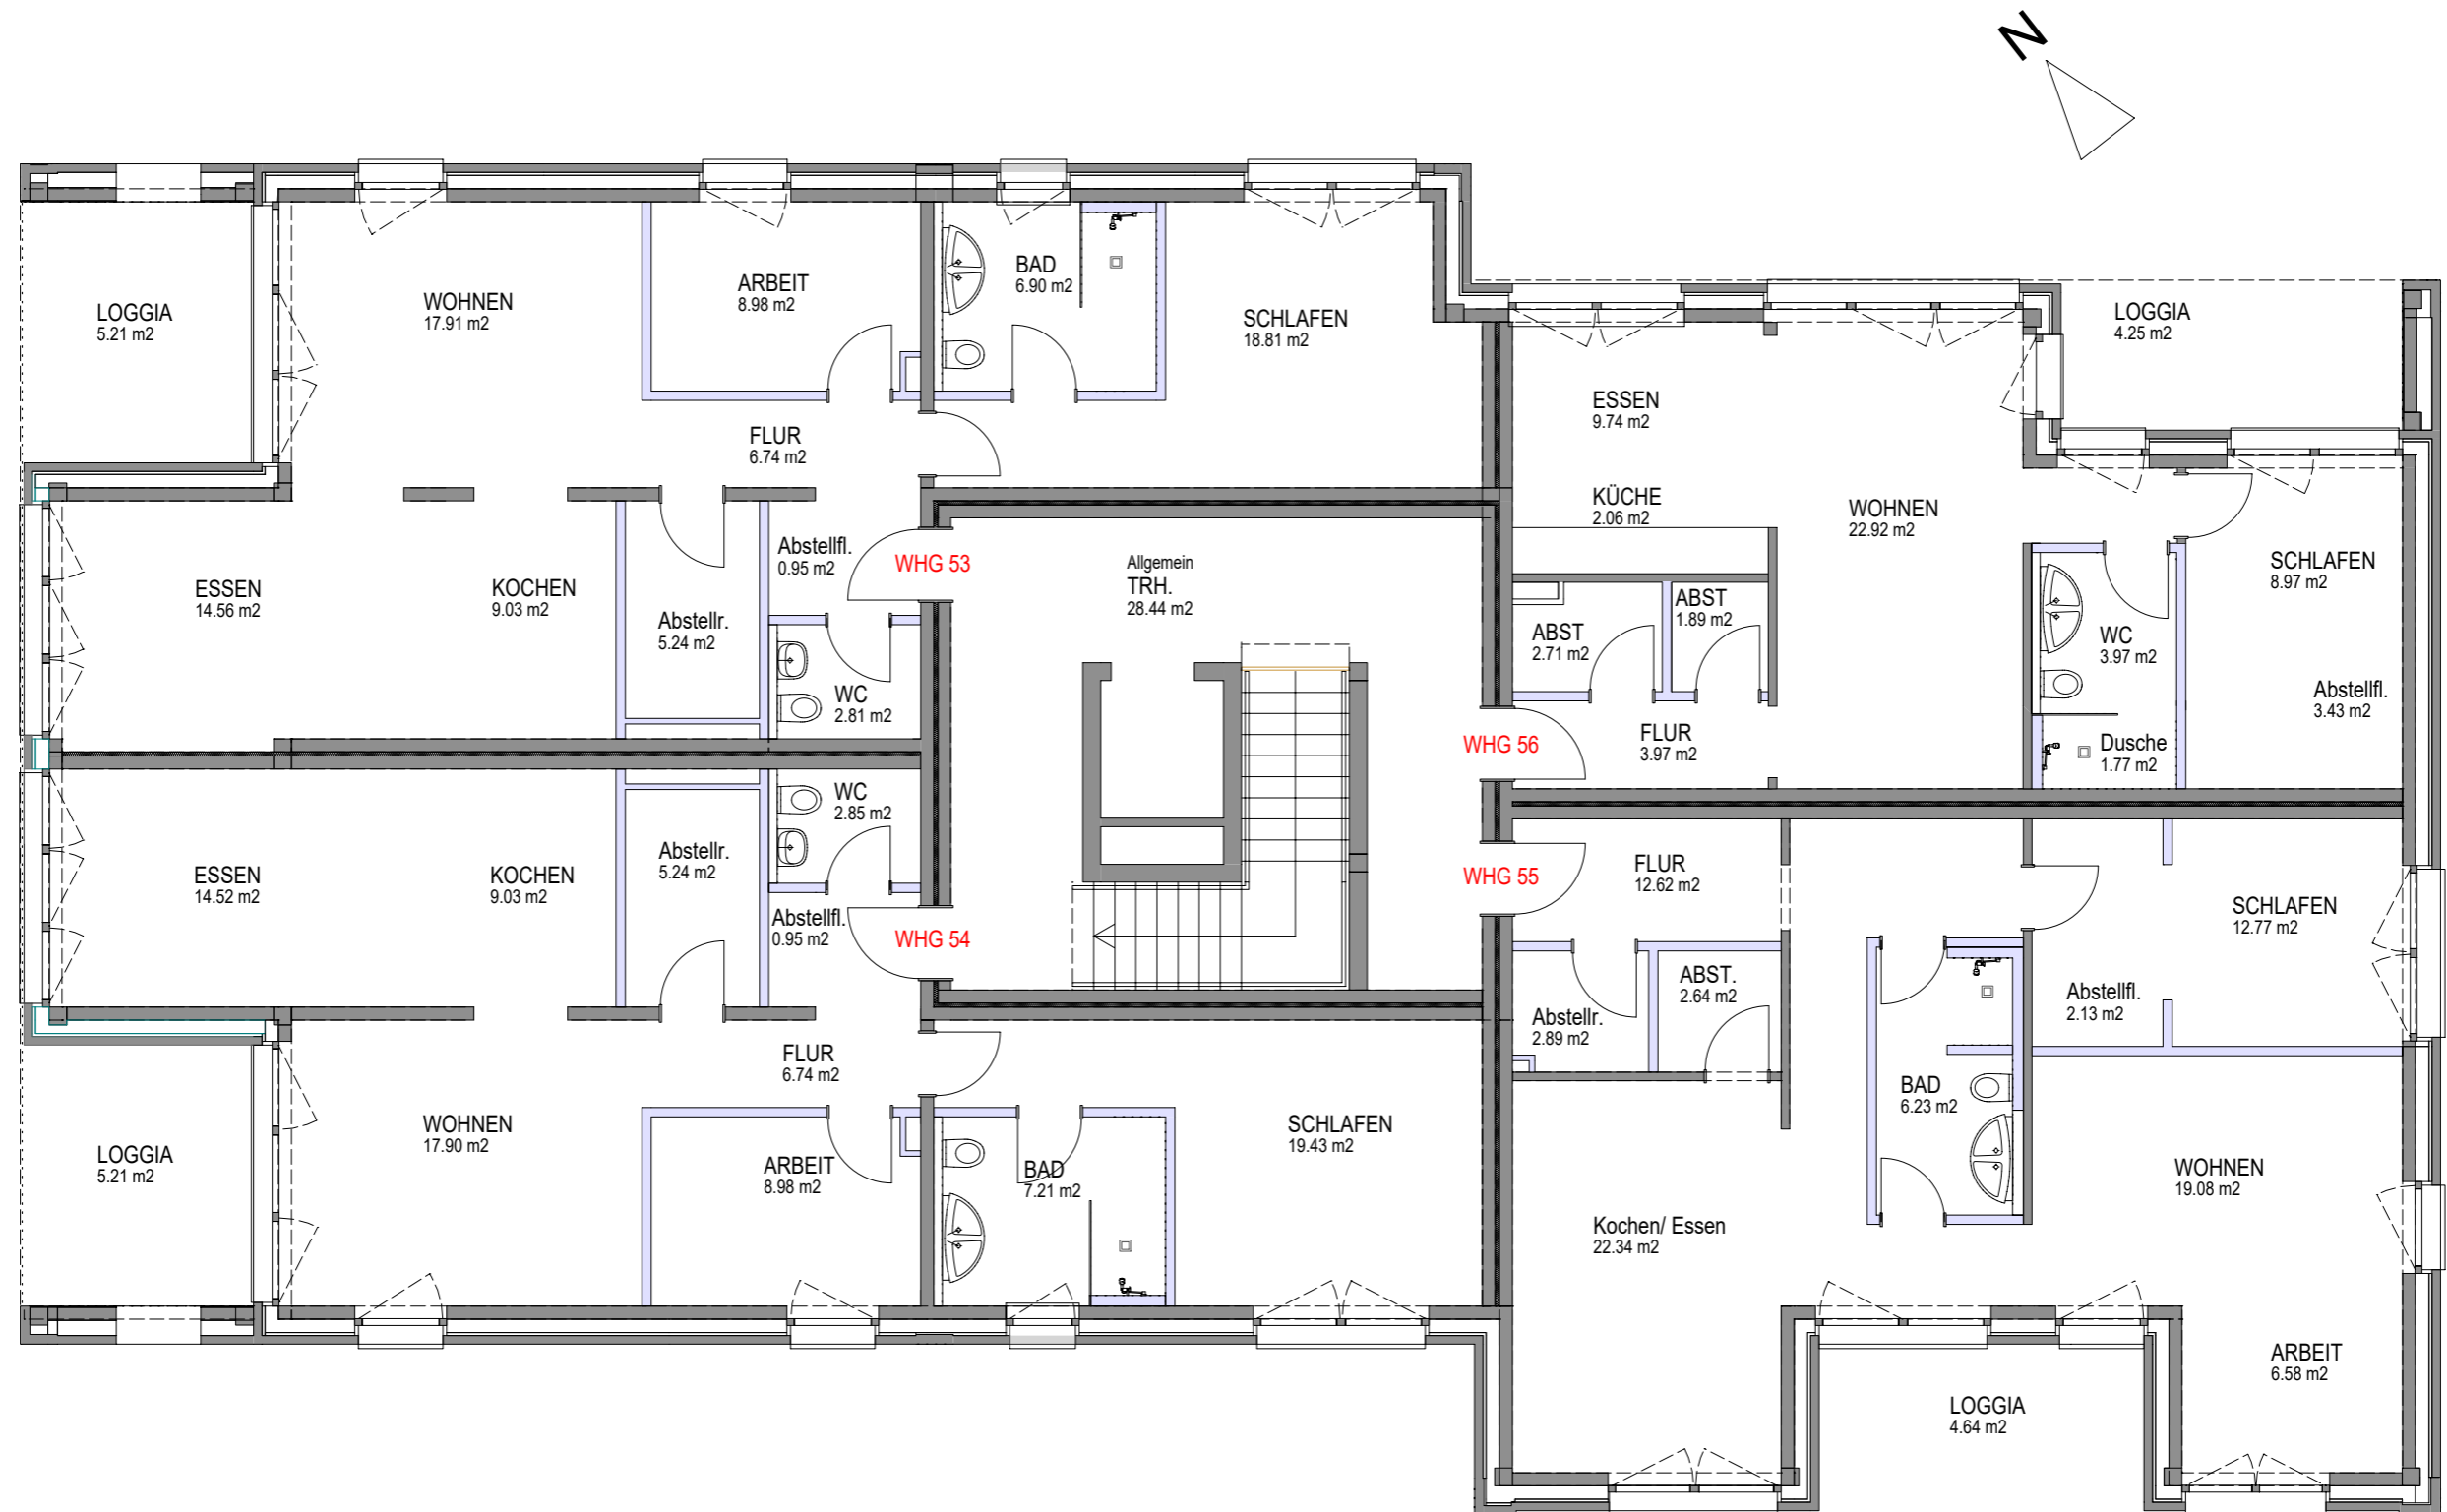 N
LOGGIA
5.21 m2
WOHNEN
17.91 m2
ARBEIT
8.98 m2
BAD
6.90 m2
SCHLAFEN
18.81 m2
LOGGIA
4.25 m2
ESSEN
9.74 m2
FLUR
6.74 m2
KÜCHE
2.06 m2
WOHNEN
22.92 m2
Abstellfl.
0.95 m2
WHG 53
Allgemein
TRH.
28.44 m2
SCHLAFEN
8.97 m2
ESSEN
14.56 m2
KOCHEN
9.03 m2
Abstellr.
5.24 m2
ABST
1.89 m2
ABST
2.71 m2
WC
3.97 m2
WC
2.81 m2
Abstellfl.
3.43 m2
WHG 56
FLUR
3.97 m2
Dusche
1.77 m2
WC
2.85 m2
ESSEN
14.52 m2
KOCHEN
9.03 m2
Abstellr.
5.24 m2
WHG 55
FLUR
12.62 m2
Abstellfl.
0.95 m2
WHG 54
SCHLAFEN
12.77 m2
ABST.
2.64 m2
Abstellfl.
2.13 m2
Abstellr.
2.89 m2
FLUR
6.74 m2
BAD
6.23 m2
WOHNEN
17.90 m2
SCHLAFEN
19.43 m2
LOGGIA
5.21 m2
ARBEIT
8.98 m2
BAD
7.21 m2
WOHNEN
19.08 m2
Kochen/ Essen
22.34 m2
ARBEIT
6.58 m2
LOGGIA
4.64 m2